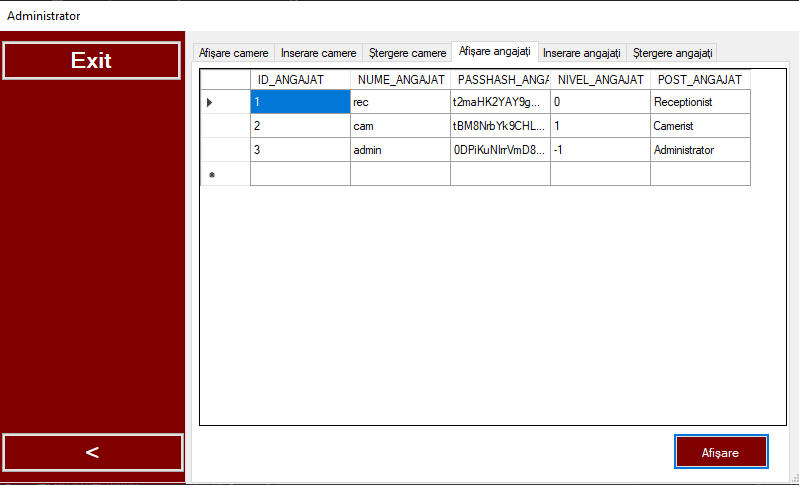 Administrator
Exit
Afișare camere Inserare camere Ștergere camere Afișare angajați Inserare angajați Ștergere angajați
ID_ANGAJAT NUME_ANGAJAT PASSHASH_ANGA NIVEL_ANGAJAT POST_ANGAJAT
1 rec t2maHK2YAY9g... 0 Receptionist
2 cam tBM8NrbYk9CHL... 1 Camerist
3 admin 0DPiKuNIrrVmD8... -1 Administrator
*
< Afișare